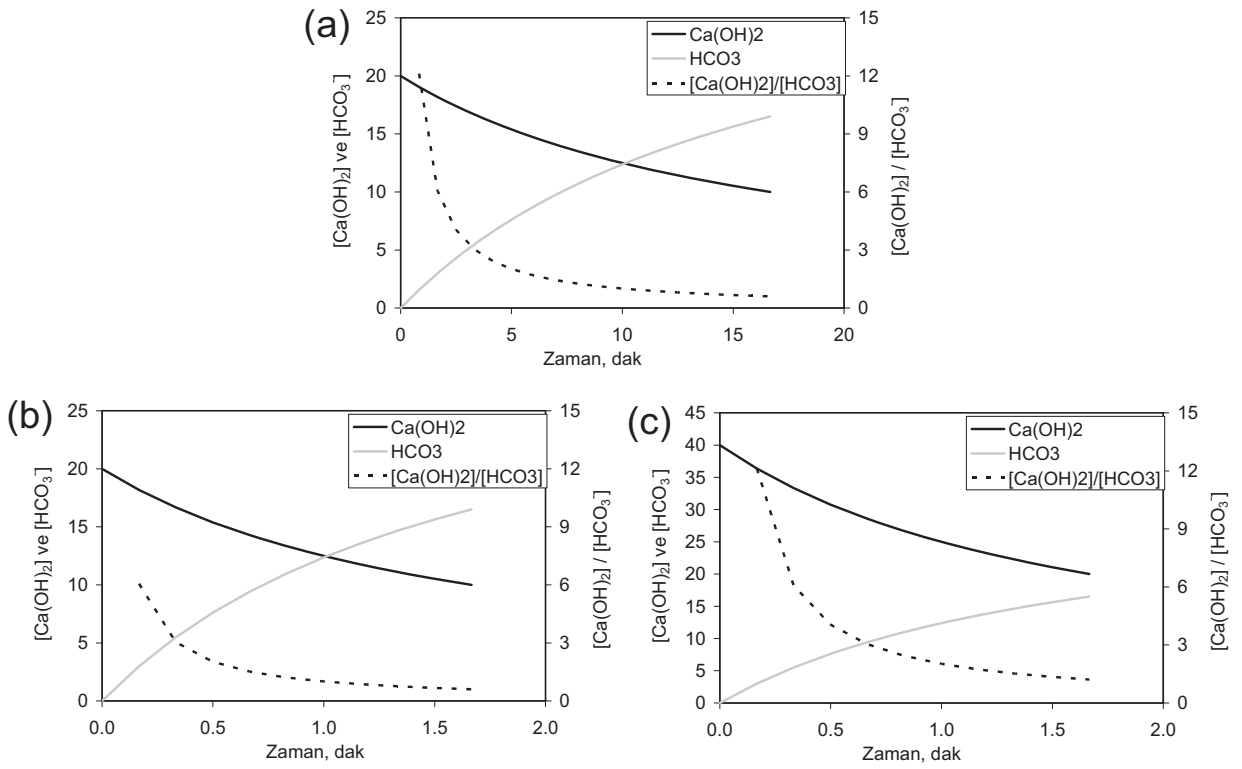 (a)
25
20
15
10
5
0
[Ca(OH)2] ve [HCO3]
0 5 10 15 20
Zaman, dak
15
12
9
6
3
0
[Ca(OH)2] / [HCO3]
Ca(OH)2
HCO3
[Ca(OH)2]/[HCO3]
(b)
25
20
15
10
5
0
[Ca(OH)2] ve [HCO3]
0.0 0.5 1.0 1.5 2.0
Zaman, dak
15
12
9
6
3
0
[Ca(OH)2] / [HCO3]
Ca(OH)2
HCO3
[Ca(OH)2]/[HCO3]
(c)
45
40
35
30
25
20
15
10
5
0
[Ca(OH)2] ve [HCO3]
0.0 0.5 1.0 1.5 2.0
Zaman, dak
15
12
9
6
3
0
[Ca(OH)2] / [HCO3]
Ca(OH)2
HCO3
[Ca(OH)2]/[HCO3]